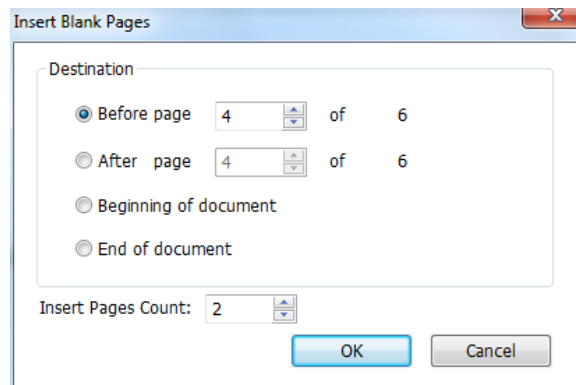 Insert Blank Pages
Destination
Before page 4 of 6
After page 4 of 6
Beginning of document
End of document
Insert Pages Count: 2
OK Cancel